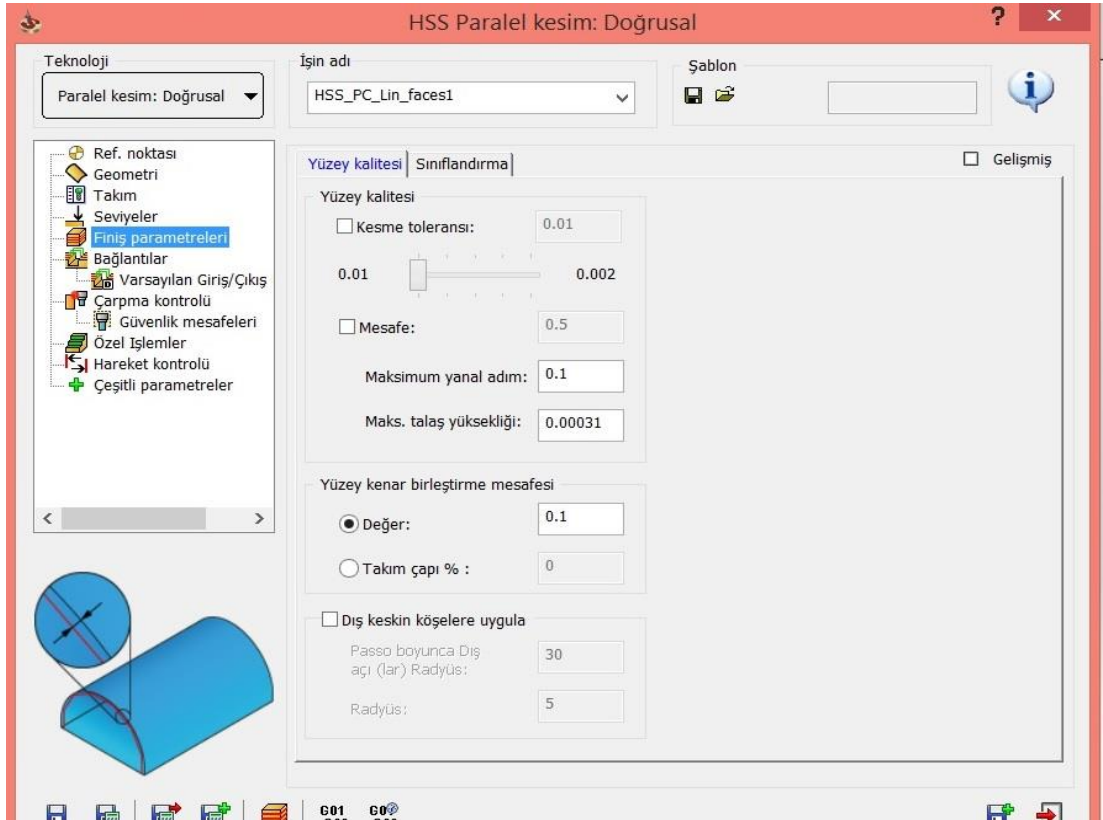 HSS Paralel kesim: Doğrusal
?
×
Teknoloji
Paralel kesim: Doğrusal
İşin adı
HSS_PC_Lin_faces1
Şablon
Ref. noktası
Geometri
Takım
Seviyeler
Finiş parametreleri
Bağlantılar
Varsayılan Giriş/Çıkış
Çarpma kontrolü
Güvenlik mesafeleri
Özel Işlemler
Hareket kontrolü
Çeşitli parametreler
Yüzey kalitesi
Sınıflandırma
Gelişmiş
Yüzey kalitesi
Kesme toleransı: 0.01
0.01 0.002
Mesafe: 0.5
Maksimum yanal adım: 0.1
Maks. talaş yüksekliği: 0.00031
Yüzey kenar birleştirme mesafesi
Değer: 0.1
Takım çapı % : 0
Dış keskin köşelere uygula
Passo boyunca Dış
açı (lar) Radyüs: 30
Radyüs: 5
G01 G0